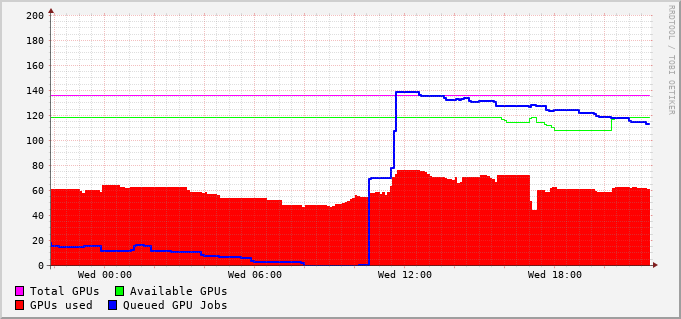 200
180
160
140
120
100
80
60
40
20
0
Wed 00:00 Wed 06:00 Wed 12:00 Wed 18:00
Total GPUs Available GPUs
GPUs used Queued GPU Jobs
RRDTOOL / TOBI OETIKER